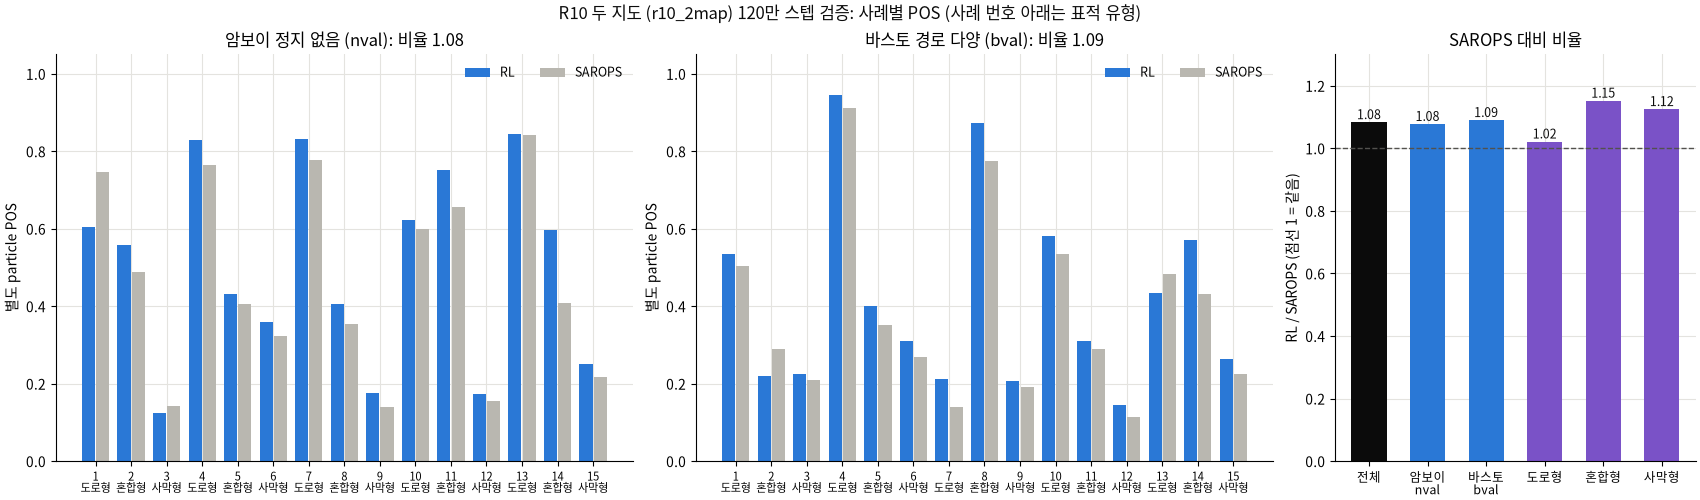 R10 두 지도 (r10_2map) 120만 스텝 검증: 사례별 POS (사례 번호 아래는 표적 유형)
암보이 정지 없음 (nval): 비율 1.08
RL SAROPS
별도 particle POS
1.0
0.8
0.6
0.4
0.2
0.0
1 2 3 4 5 6 7 8 9 10 11 12 13 14 15
도로형 혼합형 사막형 도로형 혼합형 사막형 도로형 혼합형 사막형 도로형 혼합형 사막형 도로형 혼합형 사막형
바스토 경로 다양 (bval): 비율 1.09
RL SAROPS
별도 particle POS
1.0
0.8
0.6
0.4
0.2
0.0
1 2 3 4 5 6 7 8 9 10 11 12 13 14 15
도로형 혼합형 사막형 도로형 혼합형 사막형 도로형 혼합형 사막형 도로형 혼합형 사막형 도로형 혼합형 사막형
SAROPS 대비 비율
RL / SAROPS (점선 1 = 같음)
1.2
1.0
0.8
0.6
0.4
0.2
0.0
1.08 1.08 1.09 1.02 1.15 1.12
전체 암보이 바스토 도로형 혼합형 사막형
nval bval